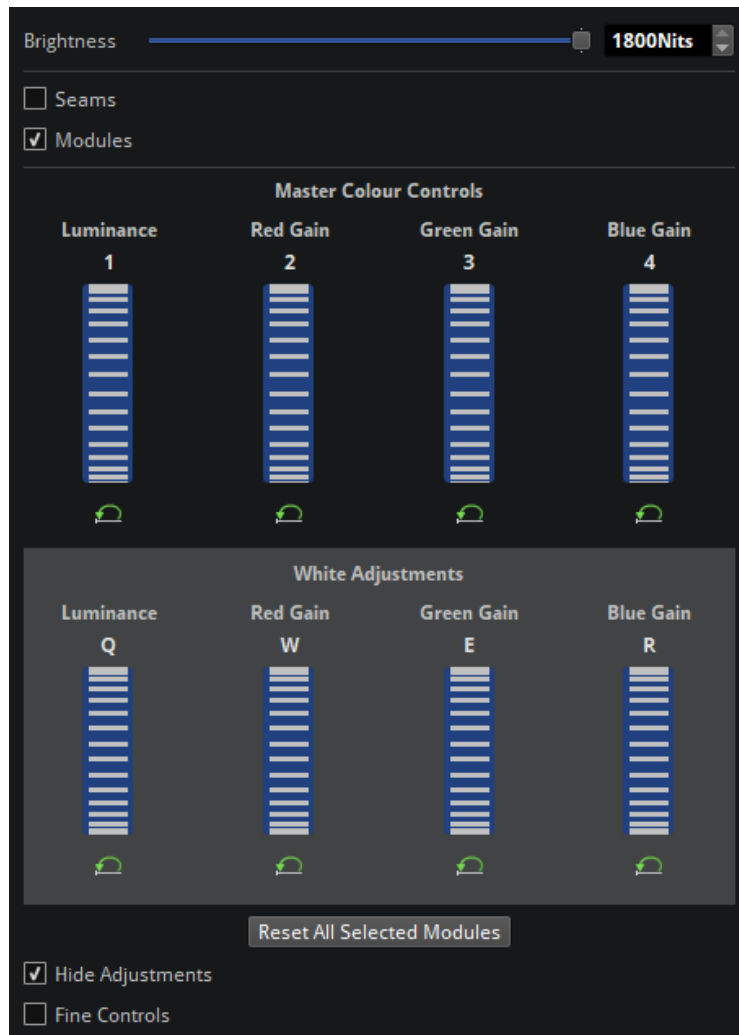 Brightness 1800Nits
Seams
Modules
Master Colour Controls
Luminance Red Gain Green Gain Blue Gain
1 2 3 4
White Adjustments
Luminance Red Gain Green Gain Blue Gain
Q W E R
Reset All Selected Modules
Hide Adjustments
Fine Controls